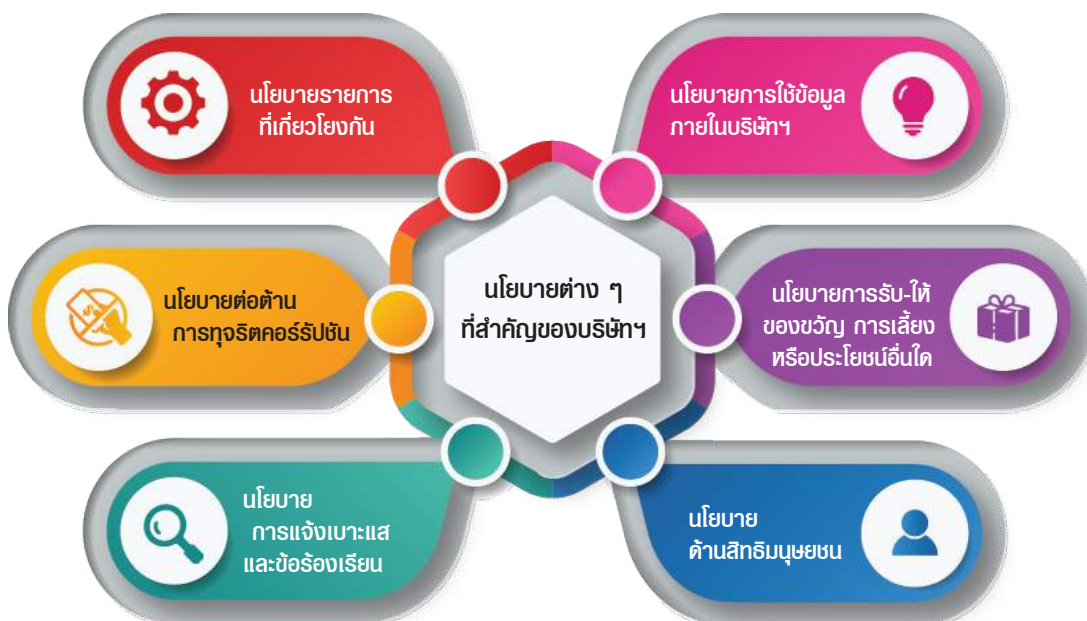 นโยบายรายการ
ที่เกี่ยวโยงกัน
นโยบายการใช้ข้อมูล
ภายในบริษัทฯ
นโยบายต่อต้าน
การทุจริตคอร์รัปชัน
นโยบายต่าง ๆ
ที่สำคัญของบริษัทฯ
นโยบายการรับ-ให้
ของขวัญ การเลี้ยง
หรือประโยชน์อื่นใด
นโยบาย
การแจ้งเบาะแส
และข้อร้องเรียน
นโยบาย
ด้านสิทธิมนุษยชน